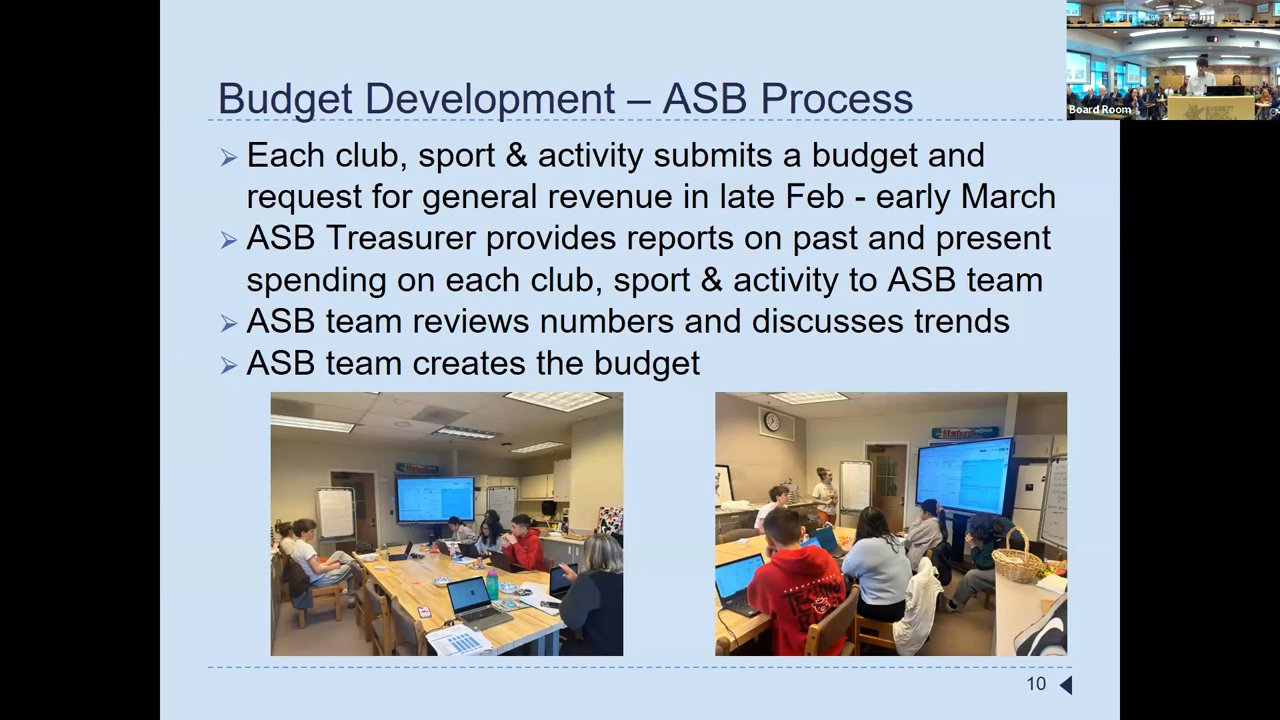 Budget Development – ASB Process
Board Room
➢ Each club, sport & activity submits a budget and
request for general revenue in late Feb - early March
➢ ASB Treasurer provides reports on past and present
spending on each club, sport & activity to ASB team
➢ ASB team reviews numbers and discusses trends
➢ ASB team creates the budget
10